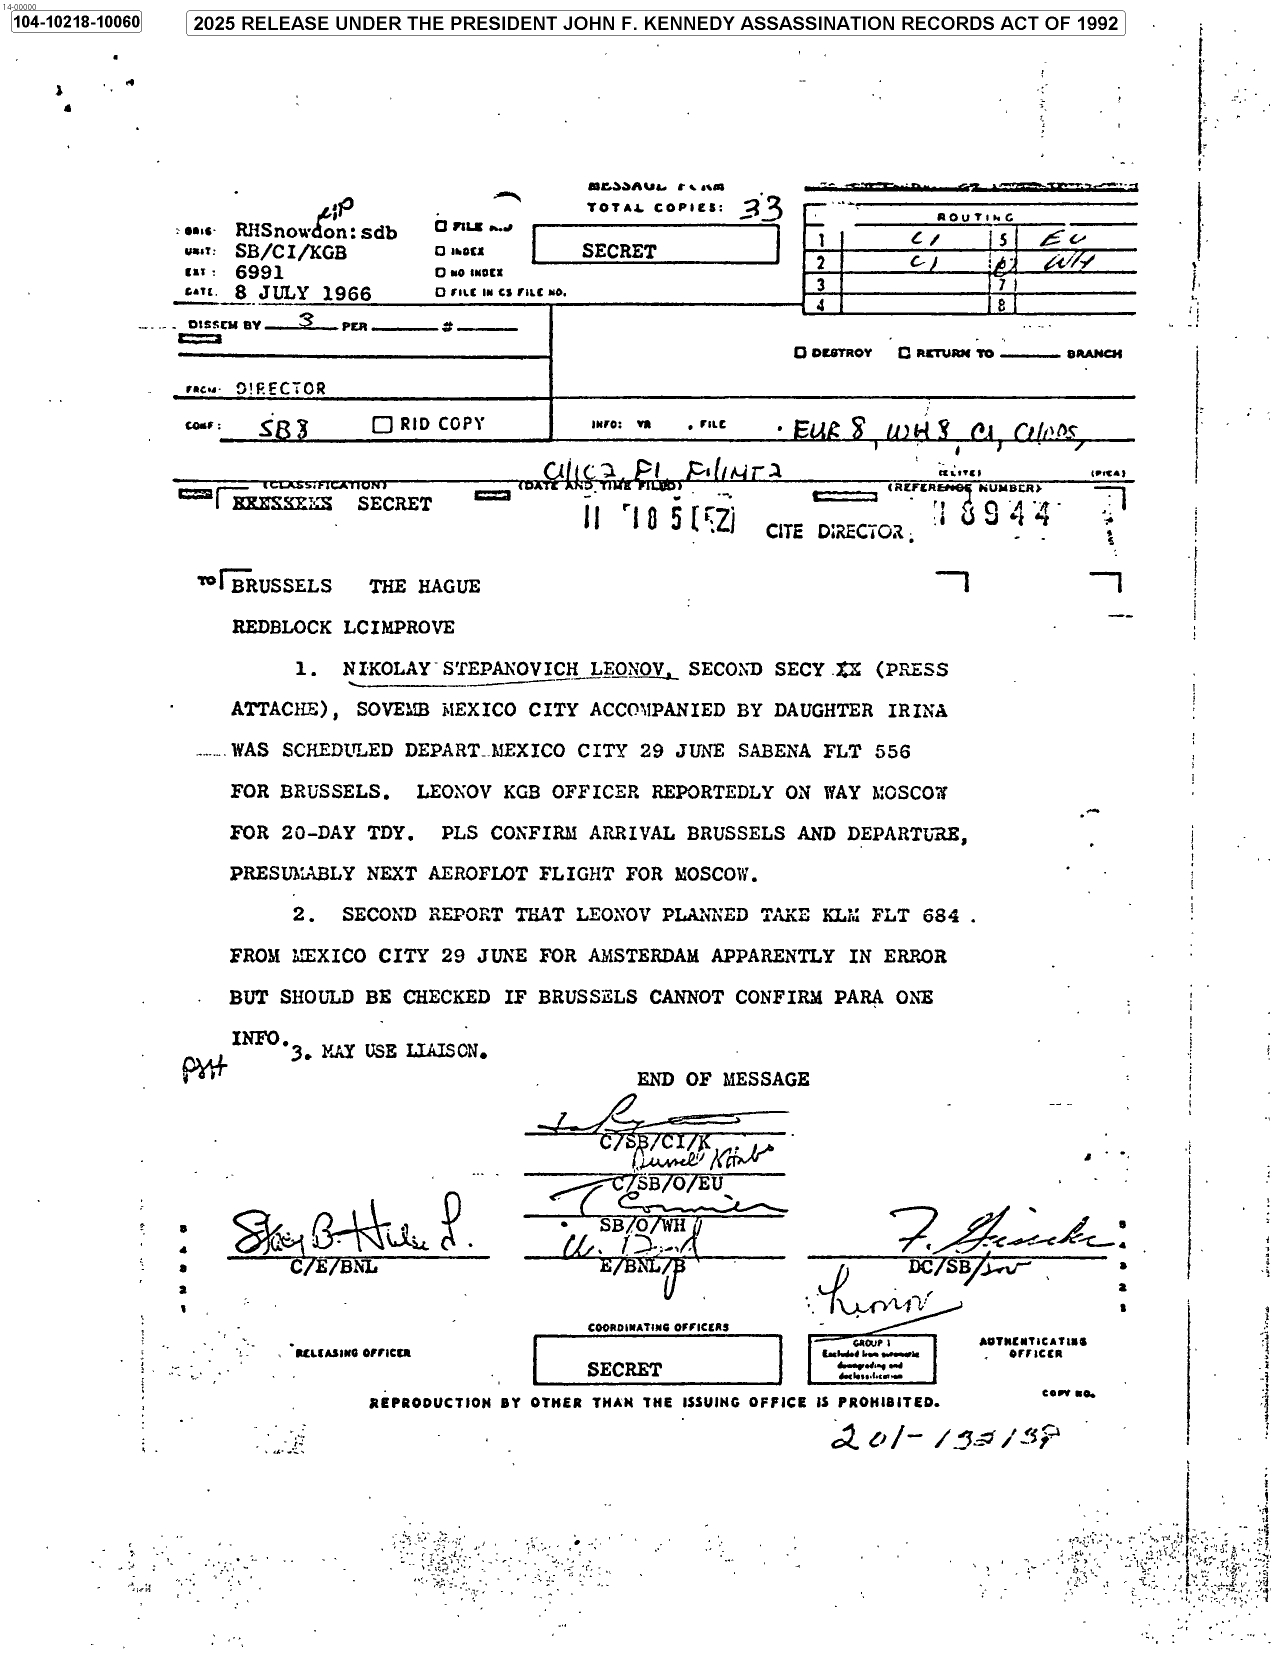 14-00000
104-10218-10060
2025 RELEASE UNDER THE PRESIDENT JOHN F. KENNEDY ASSASSINATION RECORDS ACT OF 1992
MESSAGE FORM
TOTAL COPIES: 33
ROUTING
1 CI 5 EU
2 CI 6 WH
3 7
4 8
ORIG: RHSnowdon:sdb
UNIT: SB/CI/KGB
EXT: 6991
DATE: 8 JULY 1966
☐ FILE
☐ INDEX
☐ NO INDEX
☐ FILE IN CS FILE NO.
SECRET
DISSEM BY 3 PER #
☐ DESTROY ☐ RETURN TO BRANCH
FROM: DIRECTOR
CONF: SB8 ☐ RID COPY INFO: VR , FILE , EUR 8, WH 8, CI, CI/OPS,
CI/IC2, FI, FI/INT2
(ELITE) (PICA)
(CLASSIFICATION) (DATE AND TIME FILED) (REFERENCE NUMBER)
SECRET
CITE DIRECTOR 18944
TO BRUSSELS THE HAGUE
REDBLOCK LCIMPROVE
1. NIKOLAY STEPANOVICH LEONOV, SECOND SECY XX (PRESS
ATTACHE), SOVEMB MEXICO CITY ACCOMPANIED BY DAUGHTER IRINA
WAS SCHEDULED DEPART MEXICO CITY 29 JUNE SABENA FLT 556
FOR BRUSSELS. LEONOV KGB OFFICER REPORTEDLY ON WAY MOSCOW
FOR 20-DAY TDY. PLS CONFIRM ARRIVAL BRUSSELS AND DEPARTURE,
PRESUMABLY NEXT AEROFLOT FLIGHT FOR MOSCOW.
2. SECOND REPORT THAT LEONOV PLANNED TAKE KLM FLT 684
FROM MEXICO CITY 29 JUNE FOR AMSTERDAM APPARENTLY IN ERROR
BUT SHOULD BE CHECKED IF BRUSSELS CANNOT CONFIRM PARA ONE
INFO.
3. MAY USE LIAISON.
END OF MESSAGE
C/SB/CI/K
C/SB/O/EU
SB/O/WH
C/E/BNL
E/BNL/B
DC/SB
Leonov
COORDINATING OFFICERS
RELEASING OFFICER
SECRET
GROUP 1
Excluded from automatic
downgrading and
declassification
AUTHENTICATING
OFFICER
REPRODUCTION BY OTHER THAN THE ISSUING OFFICE IS PROHIBITED.
COPY NO.